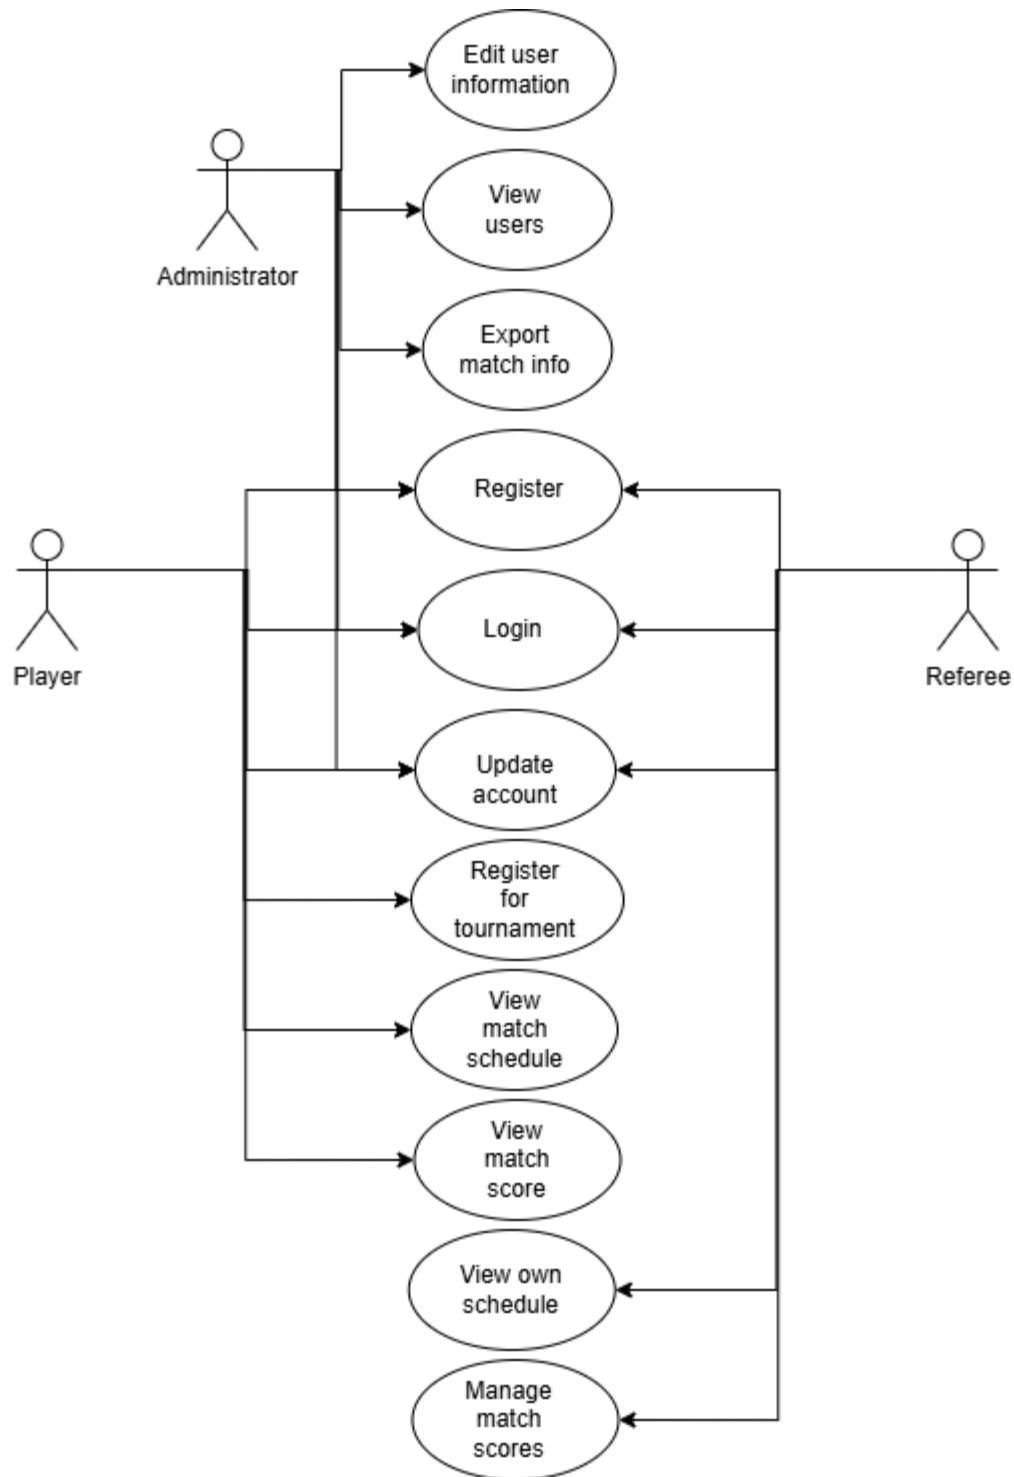 Edit user
information
View
users
Administrator
Export
match info
Register
Login
Player
Referee
Update
account
Register
for
tournament
View
match
schedule
View
match
score
View own
schedule
Manage
match
scores